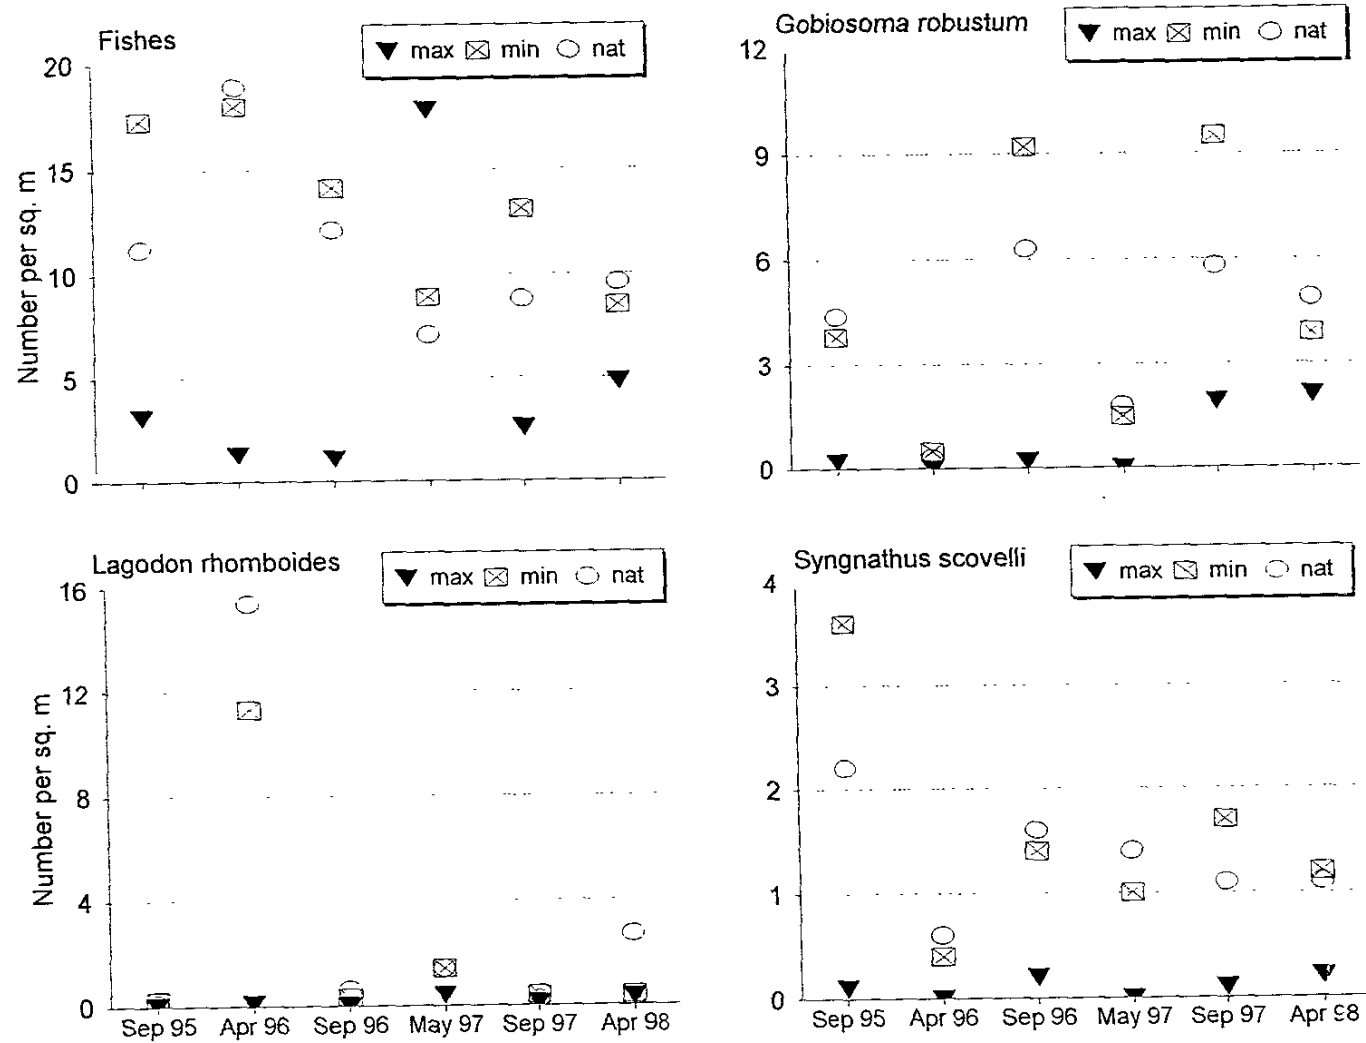 Fishes
max min nat
20
15
10
5
0
Number per sq. m
Gobiosoma robustum
max min nat
12
9
6
3
0
Lagodon rhomboides
max min nat
16
12
8
4
0
Number per sq. m
Sep 95 Apr 96 Sep 96 May 97 Sep 97 Apr 98
Syngnathus scovelli
max min nat
4
3
2
1
0
Sep 95 Apr 96 Sep 96 May 97 Sep 97 Apr 98